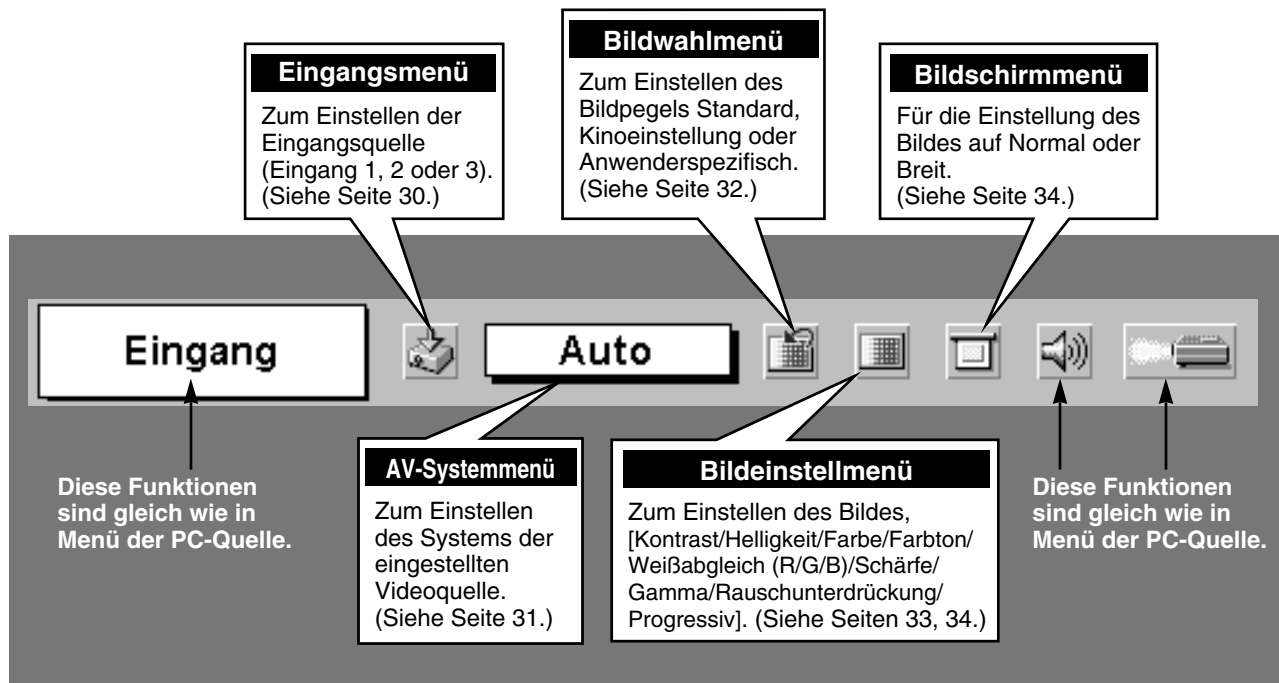 Eingangsmenü
Zum Einstellen der
Eingangsquelle
(Eingang 1, 2 oder 3).
(Siehe Seite 30.)
Bildwahlmenü
Zum Einstellen des
Bildpegels Standard,
Kinoeinstellung oder
Anwenderspezifisch.
(Siehe Seite 32.)
Bildschirmmenü
Für die Einstellung des
Bildes auf Normal oder
Breit.
(Siehe Seite 34.)
Eingang
Auto
Diese Funktionen
sind gleich wie in
Menü der PC-Quelle.
AV-Systemmenü
Zum Einstellen
des Systems der
eingestellten
Videoquelle.
(Siehe Seite 31.)
Bildeinstellmenü
Zum Einstellen des Bildes,
[Kontrast/Helligkeit/Farbe/Farbton/
Weißabgleich (R/G/B)/Schärfe/
Gamma/Rauschunterdrückung/
Progressiv]. (Siehe Seiten 33, 34.)
Diese Funktionen
sind gleich wie in
Menü der PC-Quelle.